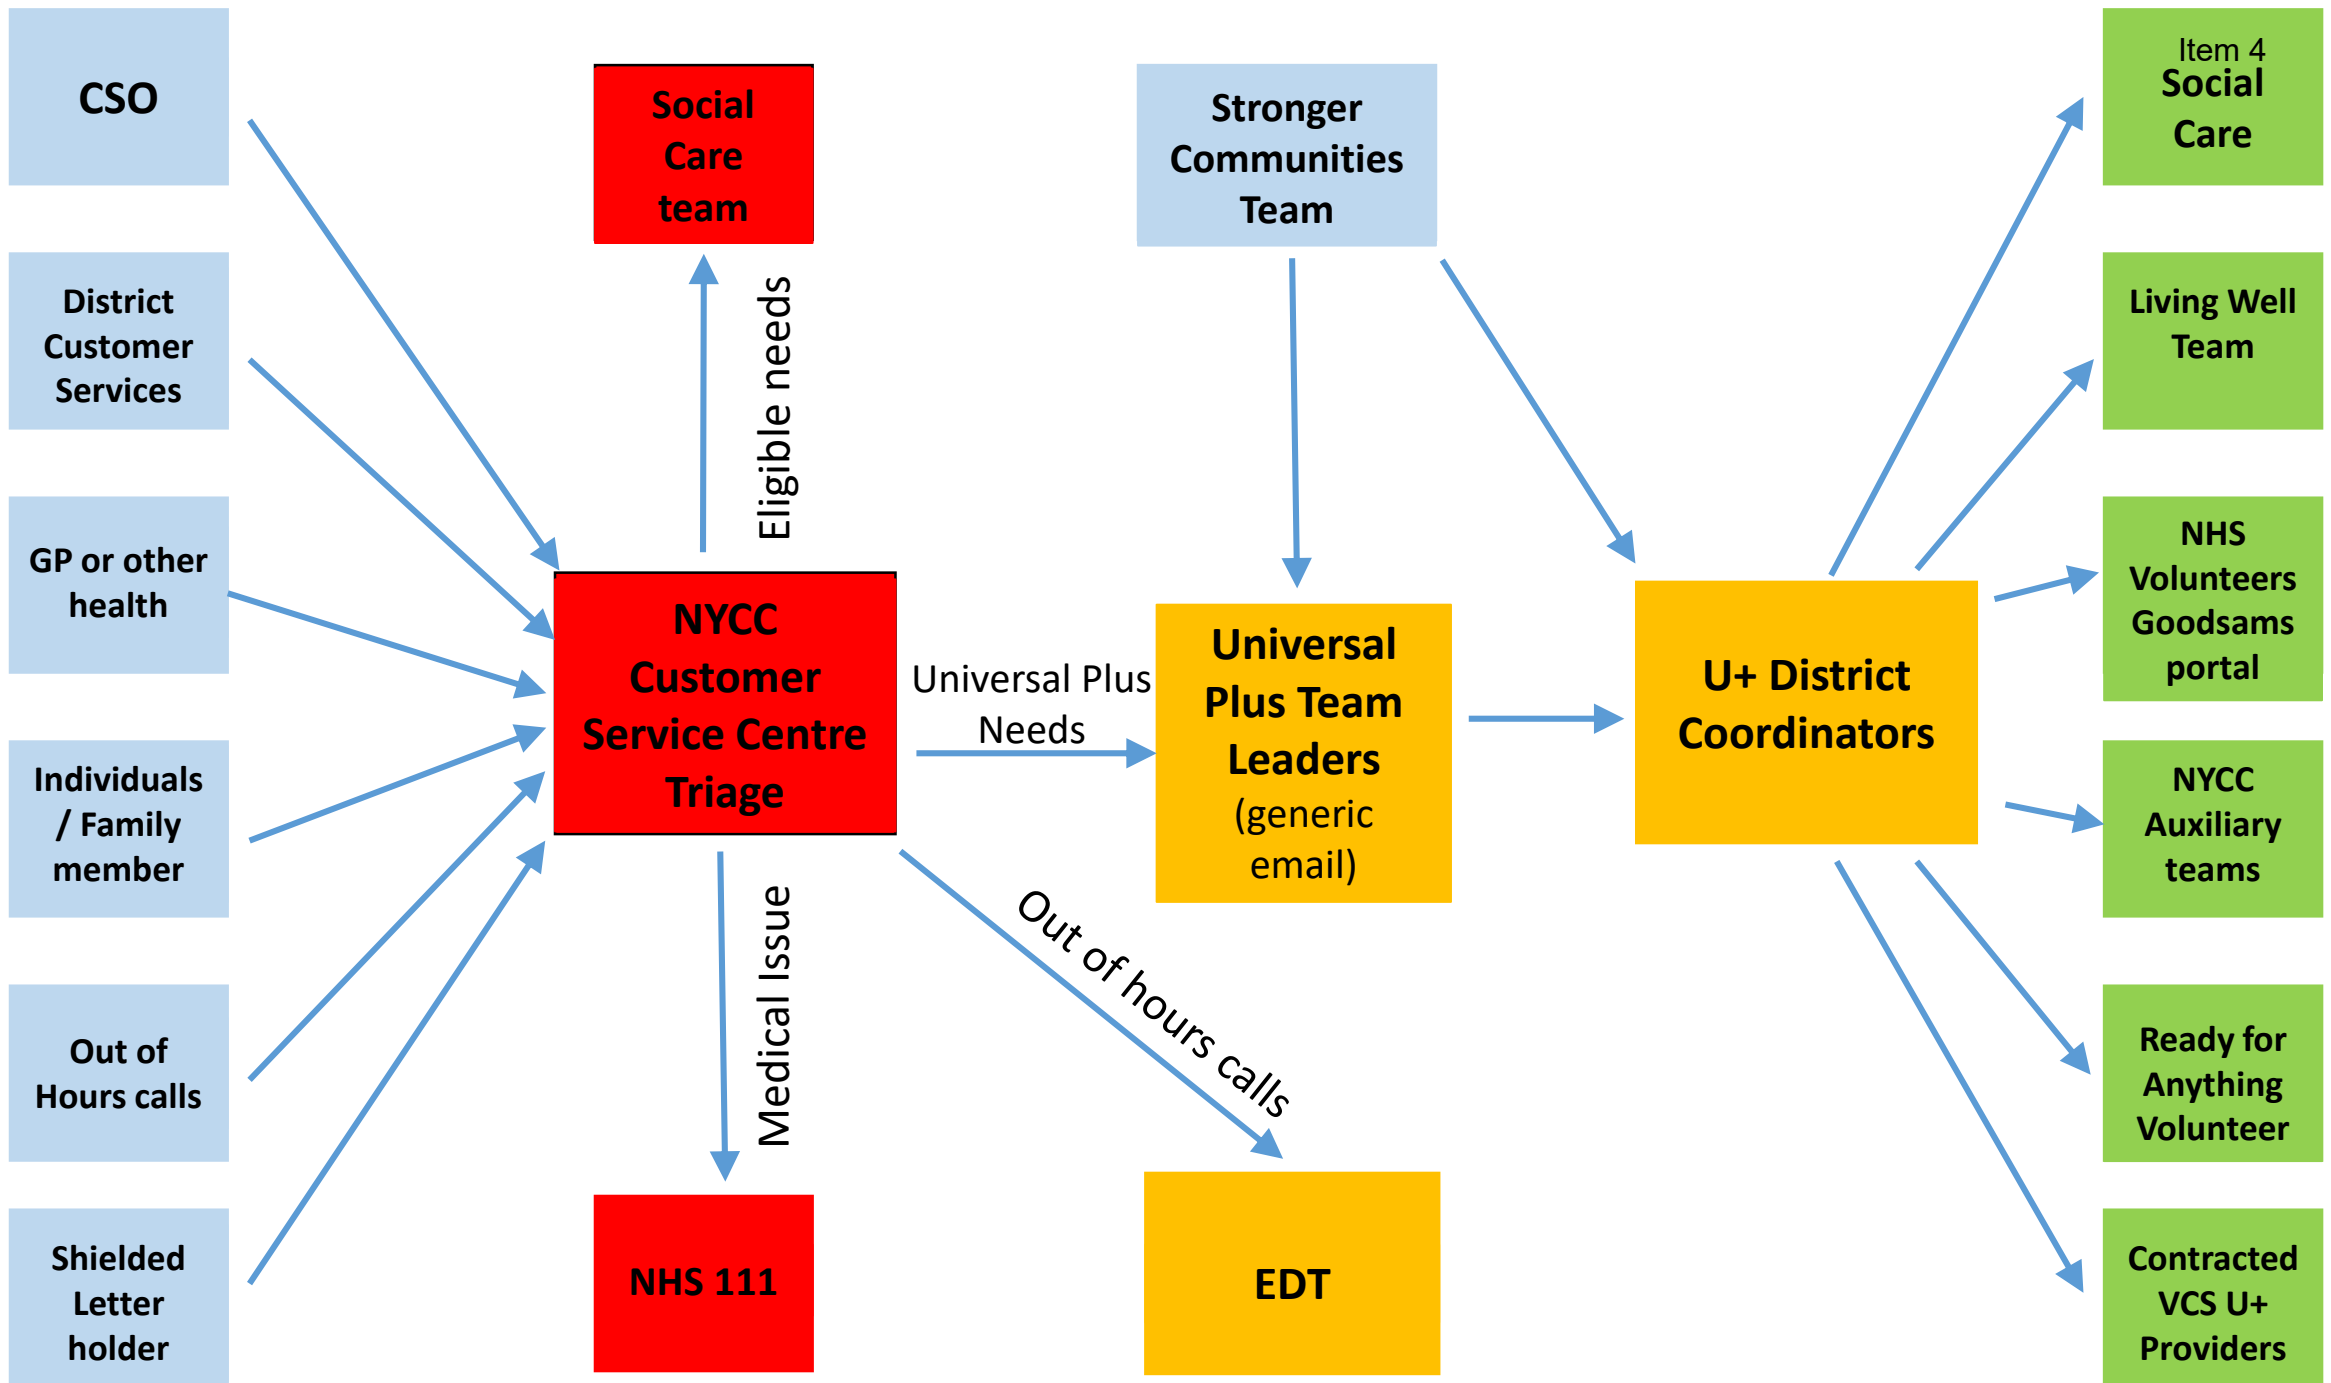 CSO
District
Customer
Services
GP or other
health
Individuals
/ Family
member
Out of
Hours calls
Shielded
Letter
holder
Social
Care
team
Eligible needs
NYCC
Customer
Service Centre
Triage
Medical Issue
NHS 111
Universal Plus
Needs
Out of hours calls
Stronger
Communities
Team
Universal
Plus Team
Leaders
(generic
email)
EDT
U+ District
Coordinators
Item 4
Social
Care
Living Well
Team
NHS
Volunteers
Goodsams
portal
NYCC
Auxiliary
teams
Ready for
Anything
Volunteer
Contracted
VCS U+
Providers